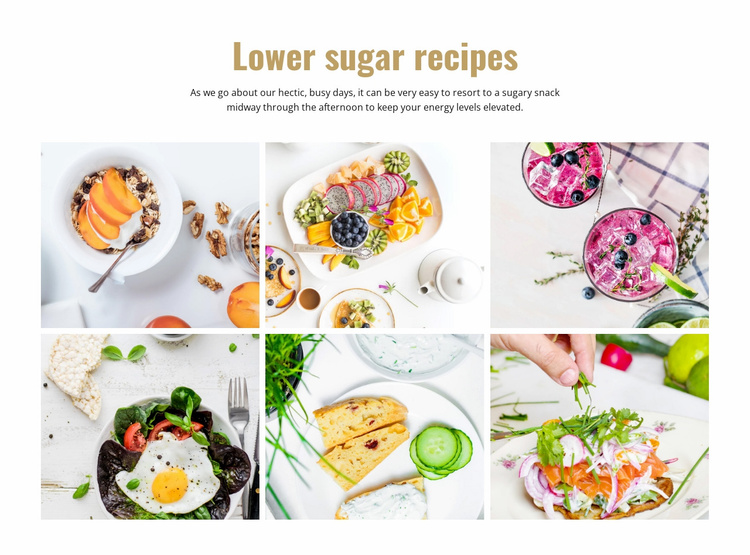 Lower sugar recipes
As we go about our hectic, busy days, it can be very easy to resort to a sugary snack
midway through the afternoon to keep your energy levels elevated.